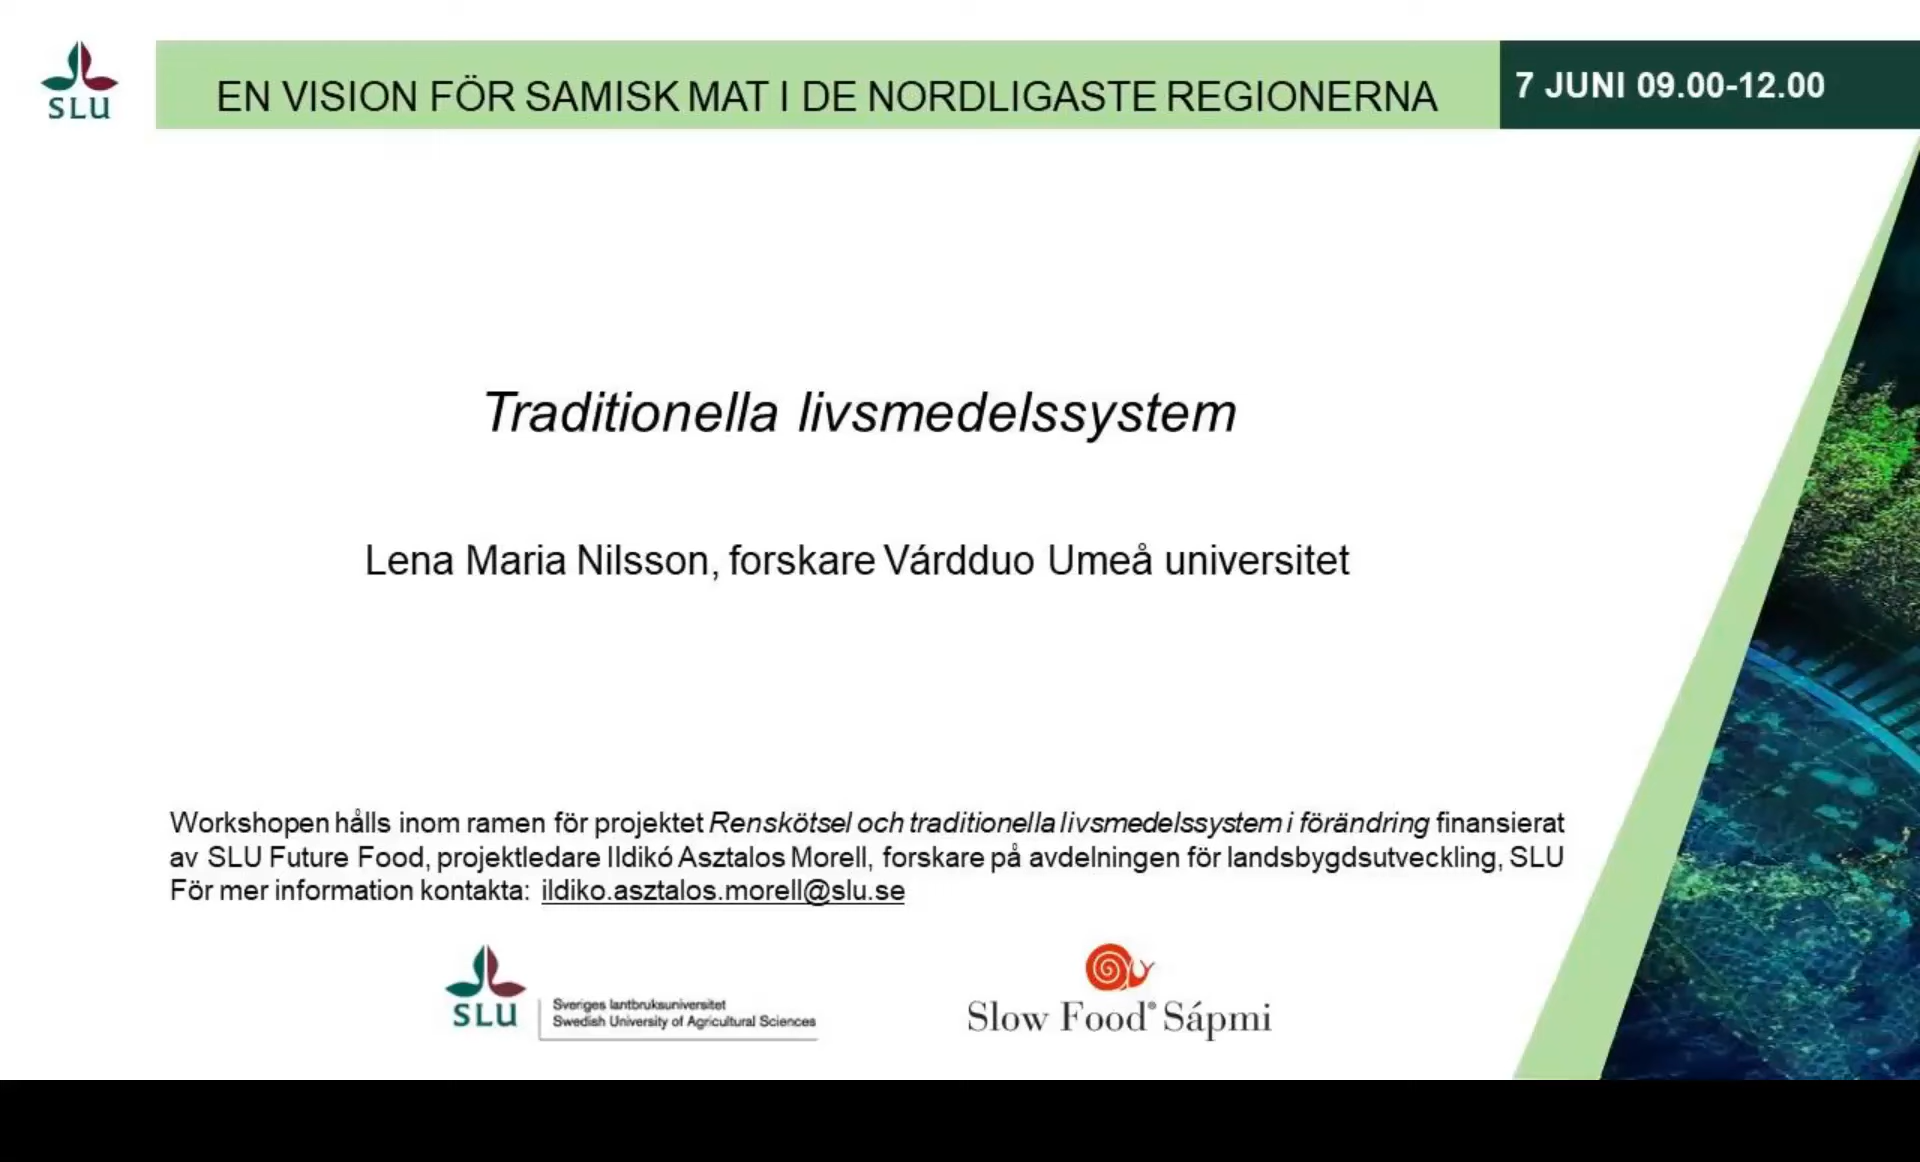 SLU
EN VISION FÖR SAMISK MAT I DE NORDLIGASTE REGIONERNA
7 JUNI 09.00-12.00
Traditionella livsmedelssystem
Lena Maria Nilsson, forskare Várdduo Umeå universitet
Workshopen hålls inom ramen för projektet Renskötsel och traditionella livsmedelssystem i förändring finansierat
av SLU Future Food, projektledare Ildikó Asztalos Morell, forskare på avdelningen för landsbygdsutveckling, SLU
För mer information kontakta: ildiko.asztalos.morell@slu.se
SLU
Sveriges lantbruksuniversitet
Swedish University of Agricultural Sciences
Slow Food® Sápmi